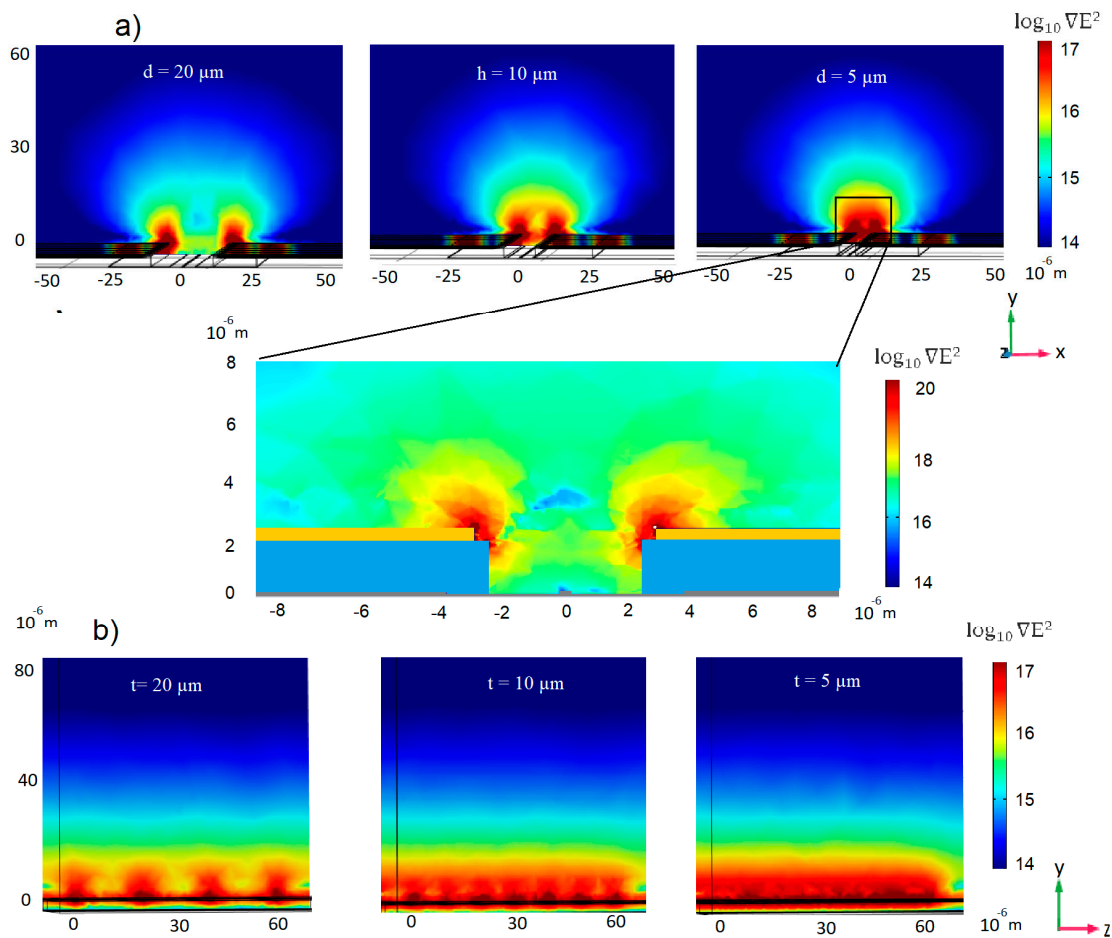 a)
log₁₀ ∇E²
60
30
0
d = 20 µm
h = 10 µm
d = 5 µm
17
16
15
14
-50 -25 0 25 50
-50 -25 0 25 50
-50 -25 0 25 50
10⁻⁶ m
y
z x
10⁻⁶ m
8
6
4
2
0
-8 -6 -4 -2 0 2 4 6 8
10⁻⁶ m
log₁₀ ∇E²
20
18
16
14
10⁻⁶ m
b)
log₁₀ ∇E²
80
40
0
t= 20 µm
t = 10 µm
t = 5 µm
17
16
15
14
0 30 60
0 30 60
0 30 60
10⁻⁶ m
y
z